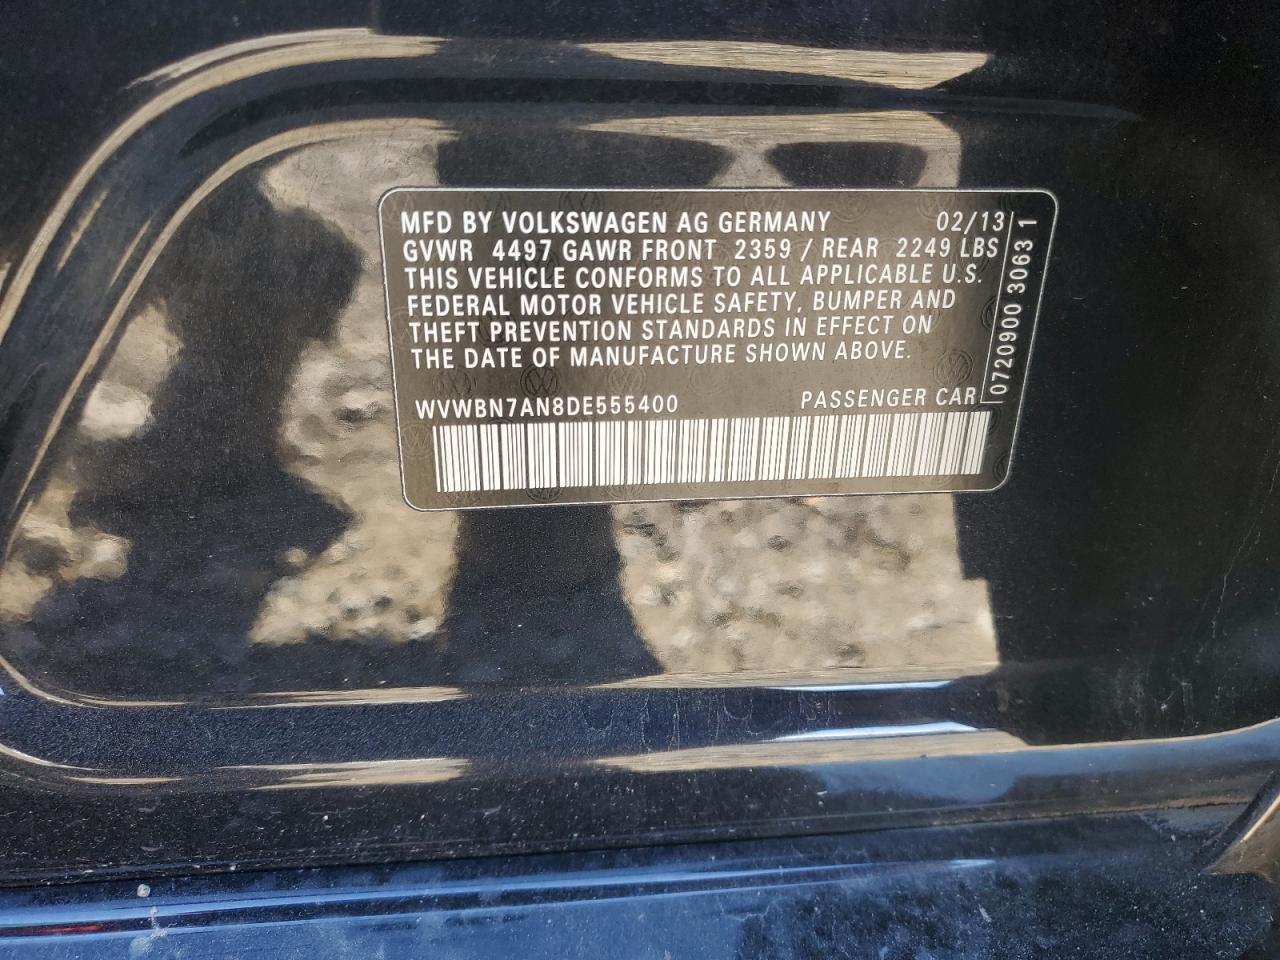 MFD BY VOLKSWAGEN AG GERMANY 02/13
GVWR 4497 GAWR FRONT 2359 / REAR 2249 LBS
THIS VEHICLE CONFORMS TO ALL APPLICABLE U.S.
FEDERAL MOTOR VEHICLE SAFETY, BUMPER AND
THEFT PREVENTION STANDARDS IN EFFECT ON
THE DATE OF MANUFACTURE SHOWN ABOVE.
WVWBN7AN8DE555400 PASSENGER CAR
0720900 3063 1